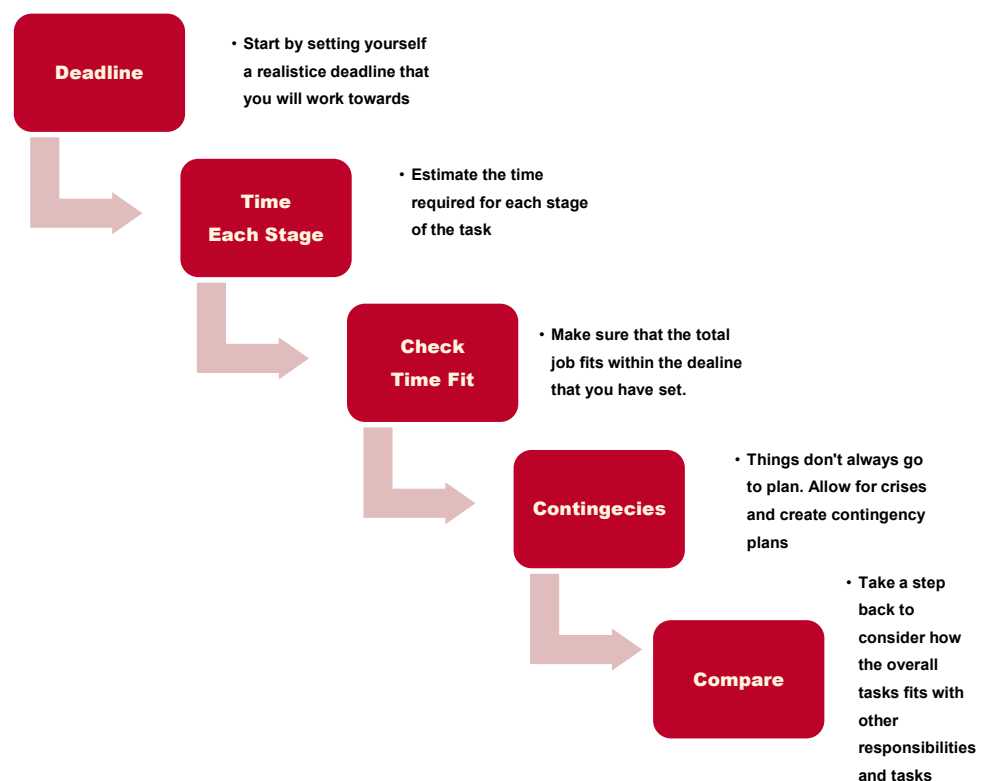 Deadline
• Start by setting yourself
a realistice deadline that
you will work towards
Time
Each Stage
• Estimate the time
required for each stage
of the task
Check
Time Fit
• Make sure that the total
job fits within the dealine
that you have set.
Contingecies
• Things don't always go
to plan. Allow for crises
and create contingency
plans
Compare
• Take a step
back to
consider how
the overall
tasks fits with
other
responsibilities
and tasks